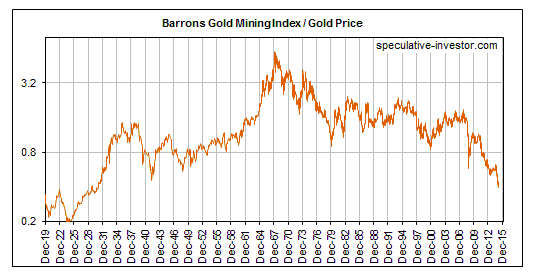 Barrons Gold Mining Index / Gold Price
speculative-investor.com
3.2
0.8
0.2
Dec-19
Dec-22
Dec-25
Dec-28
Dec-31
Dec-34
Dec-37
Dec-40
Dec-43
Dec-46
Dec-49
Dec-52
Dec-55
Dec-58
Dec-61
Dec-64
Dec-67
Dec-70
Dec-73
Dec-76
Dec-79
Dec-82
Dec-85
Dec-88
Dec-91
Dec-94
Dec-97
Dec-00
Dec-03
Dec-06
Dec-09
Dec-12
Dec-15